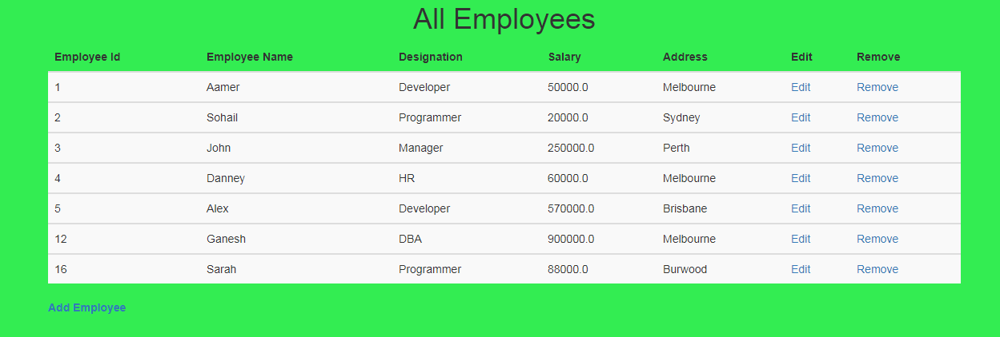 All Employees
Employee Id Employee Name Designation Salary Address Edit Remove
1 Aamer Developer 50000.0 Melbourne Edit Remove
2 Sohail Programmer 20000.0 Sydney Edit Remove
3 John Manager 250000.0 Perth Edit Remove
4 Danney HR 60000.0 Melbourne Edit Remove
5 Alex Developer 570000.0 Brisbane Edit Remove
12 Ganesh DBA 900000.0 Melbourne Edit Remove
16 Sarah Programmer 88000.0 Burwood Edit Remove
Add Employee